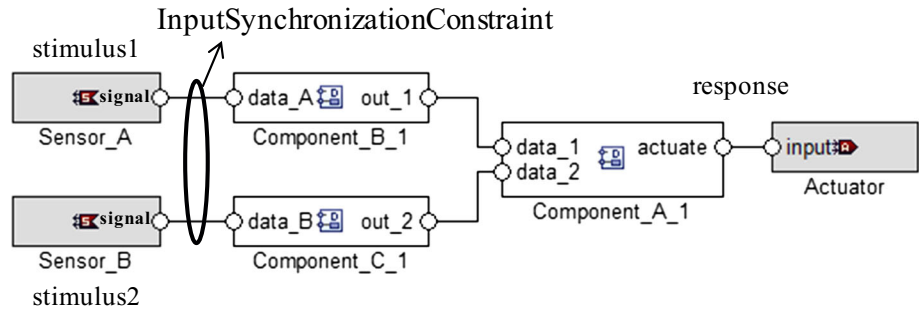 InputSynchronizationConstraint
stimulus1
signal
Sensor_A
data_A out_1
Component_B_1
response
data_1 actuate
data_2
Component_A_1
input
Actuator
signal
Sensor_B
data_B out_2
Component_C_1
stimulus2